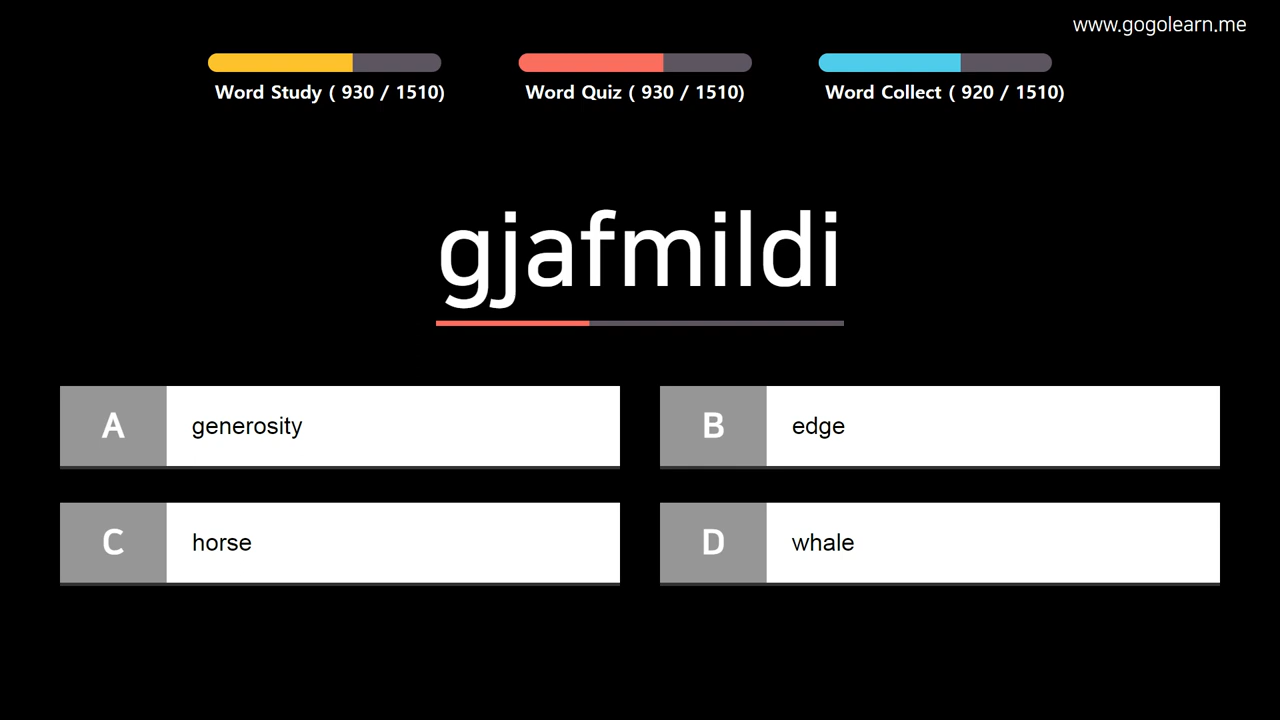 www.gogolearn.me
Word Study ( 930 / 1510)
Word Quiz ( 930 / 1510)
Word Collect ( 920 / 1510)
gjafmildi
A generosity
B edge
C horse
D whale